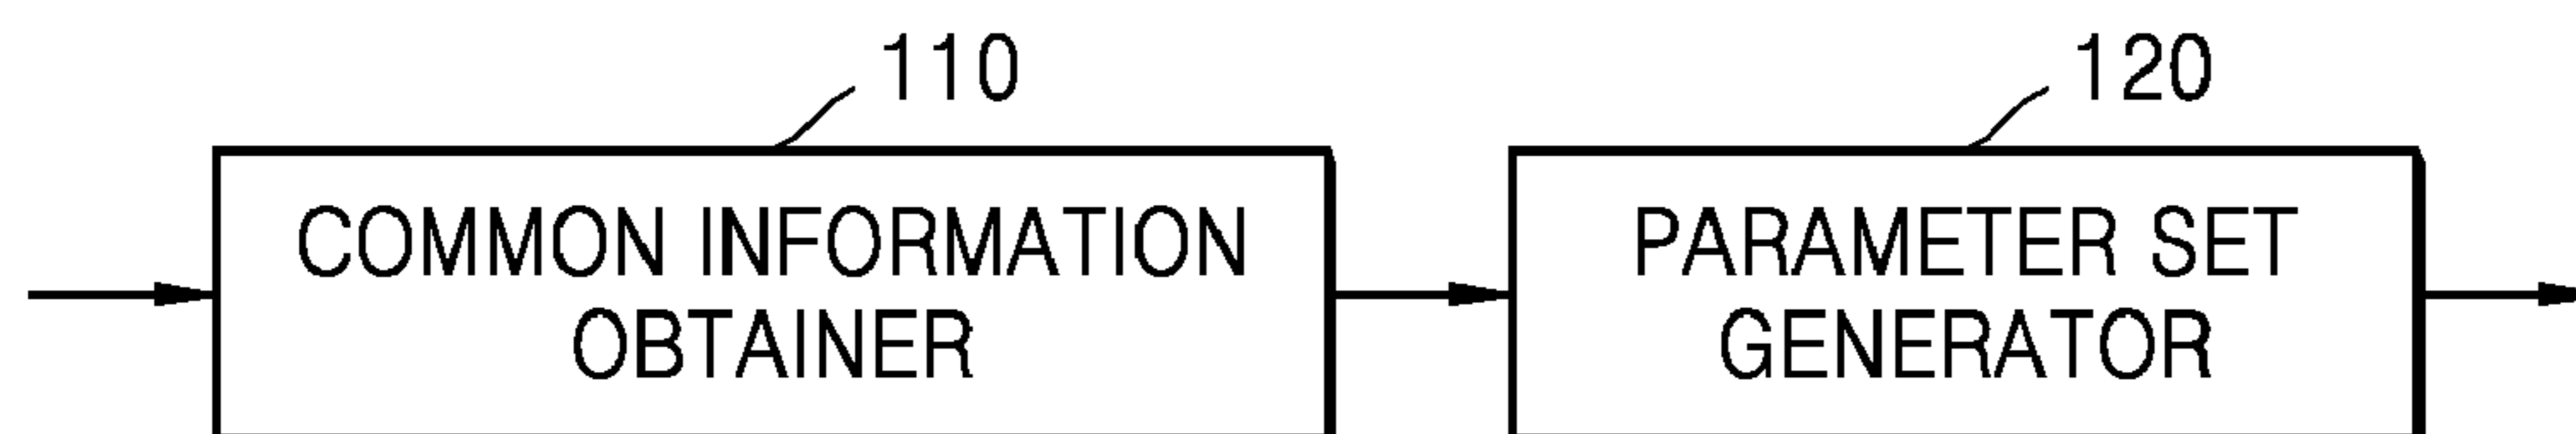 110
120
COMMON INFORMATION
OBTAINER
PARAMETER SET
GENERATOR